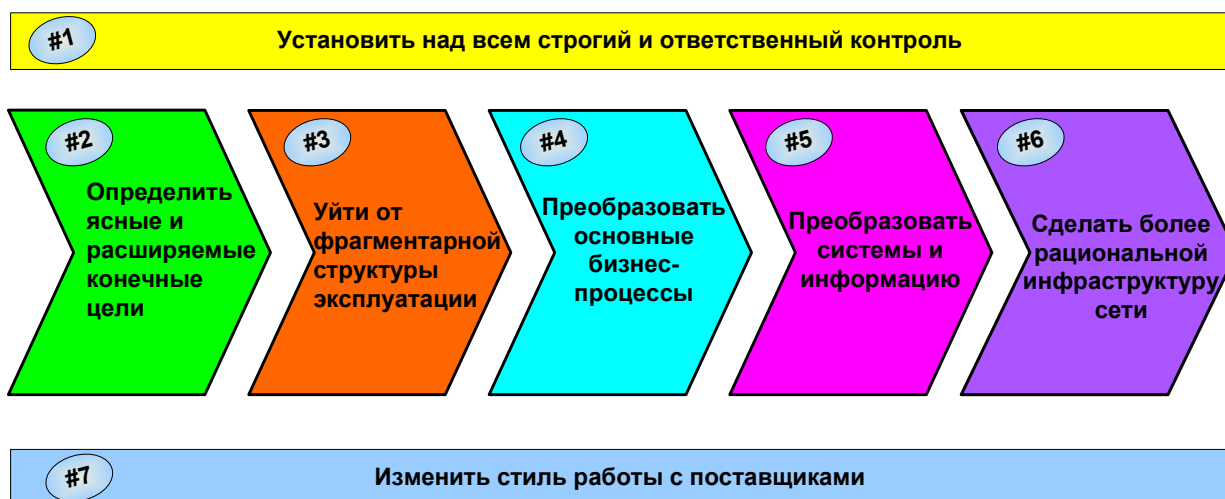 #1
Установить над всем строгий и ответственный контроль
#2
Определить
ясные и
расширяемые
конечные
цели
#3
Уйти от
фрагментарной
структуры
эксплуатации
#4
Преобразовать
основные
бизнес-
процессы
#5
Преобразовать
системы и
информацию
#6
Сделать более
рациональной
инфраструктуру
сети
#7
Изменить стиль работы с поставщиками